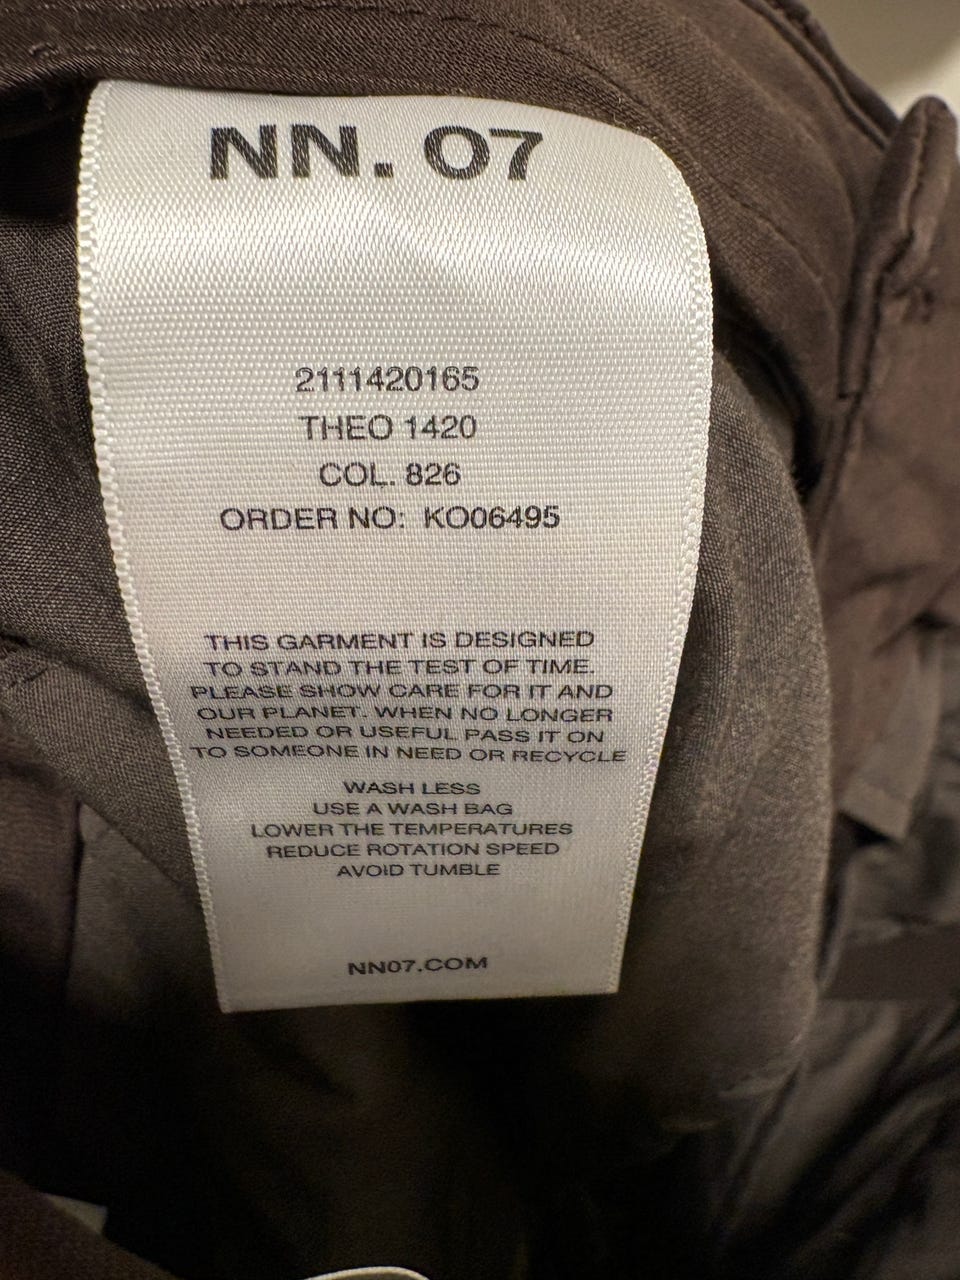 NN. 07
2111420165
THEO 1420
COL. 826
ORDER NO: KO06495
THIS GARMENT IS DESIGNED
TO STAND THE TEST OF TIME.
PLEASE SHOW CARE FOR IT AND
OUR PLANET. WHEN NO LONGER
NEEDED OR USEFUL PASS IT ON
TO SOMEONE IN NEED OR RECYCLE
WASH LESS
USE A WASH BAG
LOWER THE TEMPERATURES
REDUCE ROTATION SPEED
AVOID TUMBLE
NN07.COM